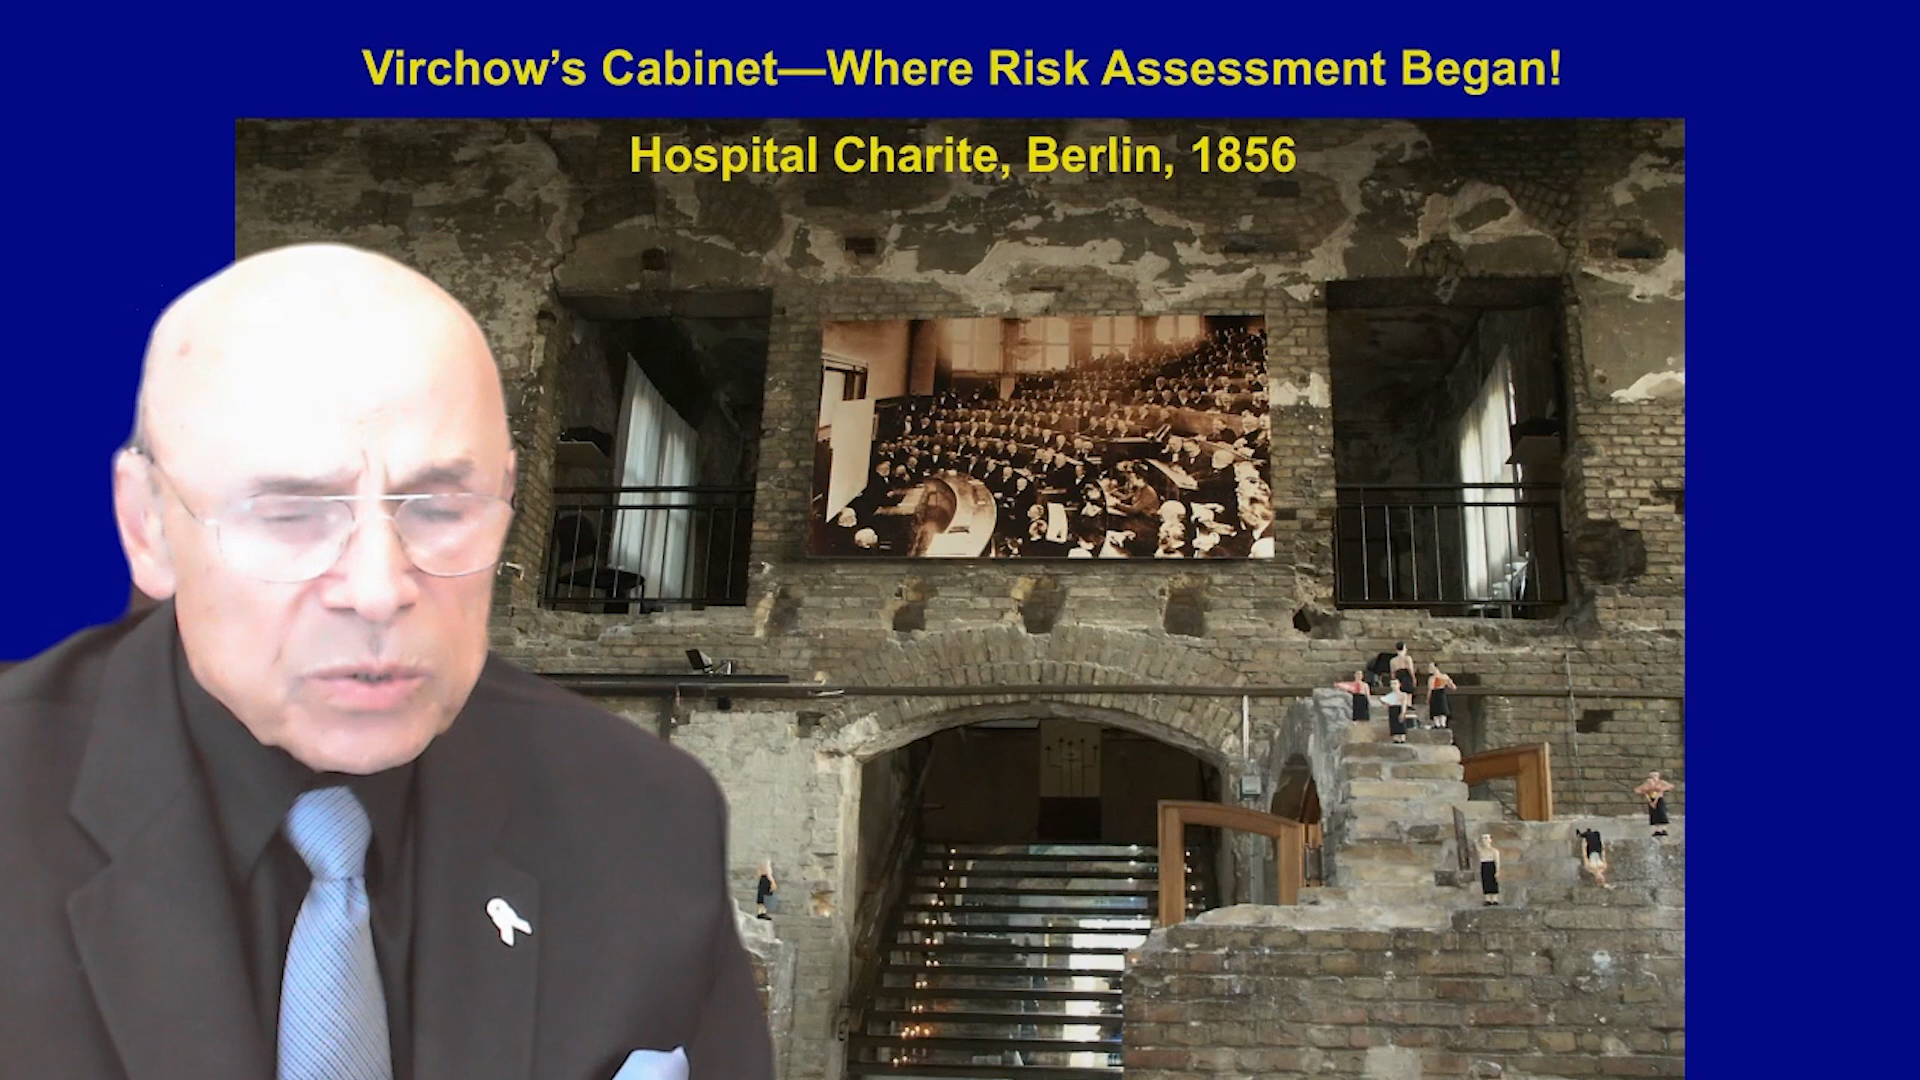 Virchow’s Cabinet—Where Risk Assessment Began!
Hospital Charite, Berlin, 1856